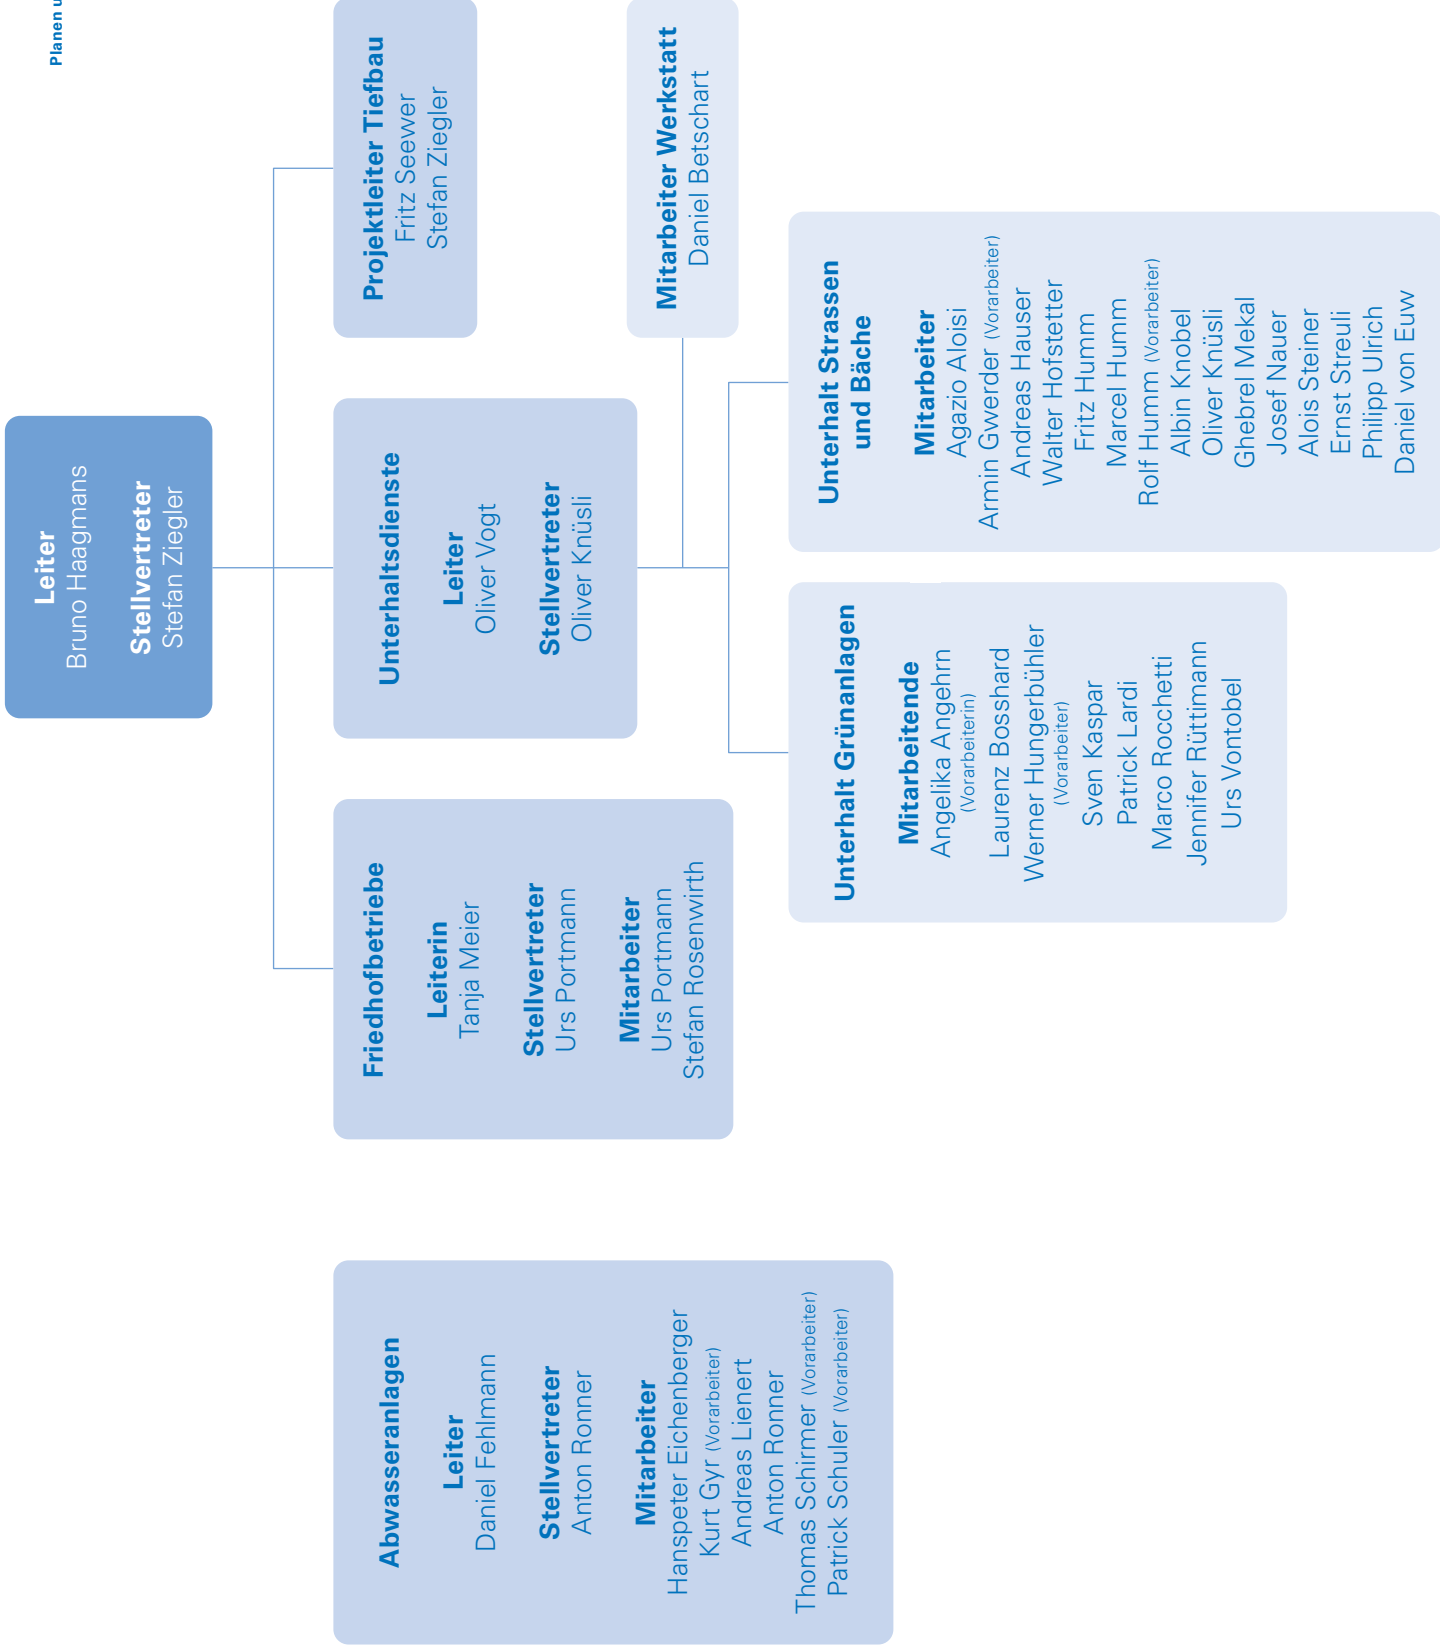 Planen u
Leiter
Bruno Haagmans
Stellvertreter
Stefan Ziegler
Abwasseranlagen
Leiter
Daniel Fehlmann
Stellvertreter
Anton Ronner
Mitarbeiter
Hanspeter Eichenberger
Kurt Gyr (Vorarbeiter)
Andreas Lienert
Anton Ronner
Thomas Schirmer (Vorarbeiter)
Patrick Schuler (Vorarbeiter)
Friedhofbetriebe
Leiterin
Tanja Meier
Stellvertreter
Urs Portmann
Mitarbeiter
Urs Portmann
Stefan Rosenwirth
Unterhaltsdienste
Leiter
Oliver Vogt
Stellvertreter
Oliver Knüsli
Projektleiter Tiefbau
Fritz Seewer
Stefan Ziegler
Mitarbeiter Werkstatt
Daniel Betschart
Unterhalt Grünanlagen
Mitarbeitende
Angelika Angehrn
(Vorarbeiterin)
Laurenz Bosshard
Werner Hungerbühler
(Vorarbeiter)
Sven Kaspar
Patrick Lardi
Marco Rocchetti
Jennifer Rüttimann
Urs Vontobel
Unterhalt Strassen
und Bäche
Mitarbeiter
Agazio Aloisi
Armin Gwerder (Vorarbeiter)
Andreas Hauser
Walter Hofstetter
Fritz Humm
Marcel Humm
Rolf Humm (Vorarbeiter)
Albin Knobel
Oliver Knüsli
Ghebrel Mekal
Josef Nauer
Alois Steiner
Ernst Streuli
Philipp Ulrich
Daniel von Euw